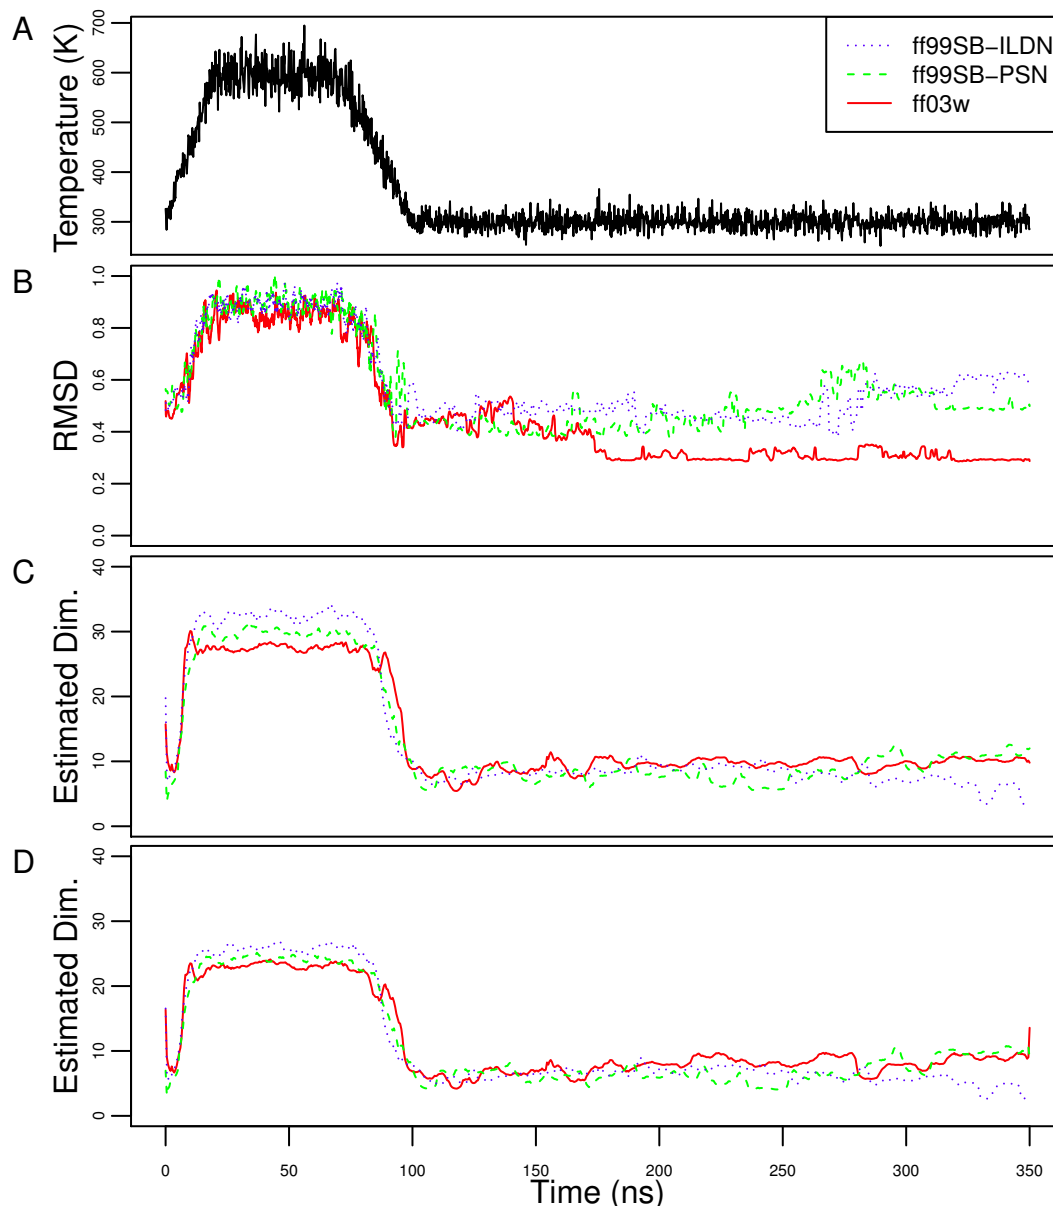 A
Temperature (K)
700
600
500
400
300
ff99SB−ILDN
ff99SB−PSN
ff03w
B
RMSD
1.0
0.8
0.6
0.4
0.2
0.0
C
Estimated Dim.
40
30
20
10
0
D
Estimated Dim.
40
30
20
10
0
0 50 100 150 200 250 300 350
Time (ns)